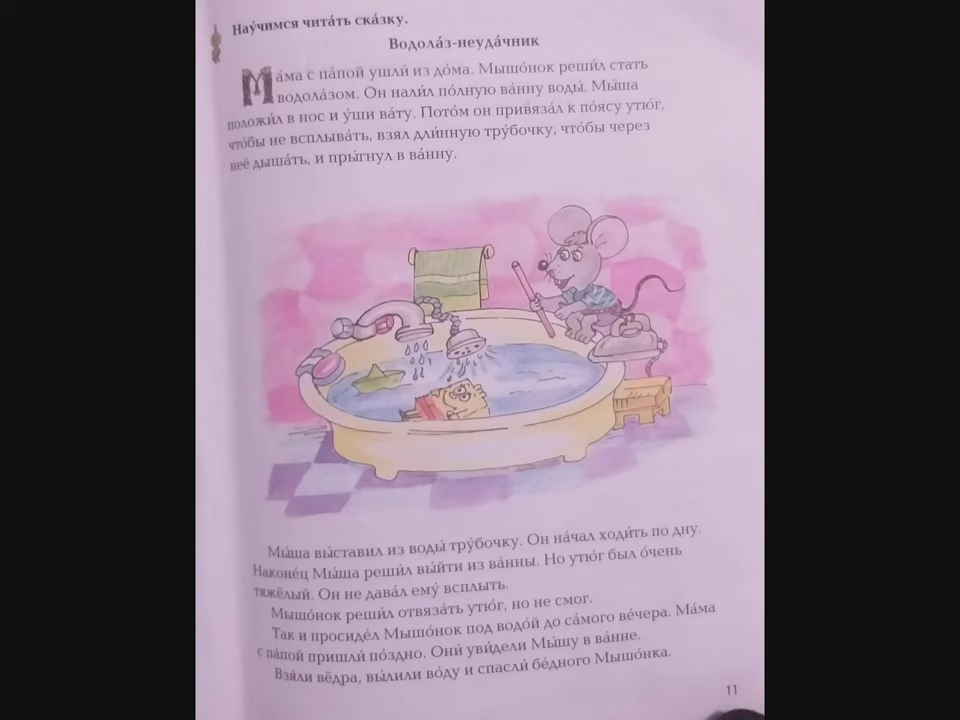 Нау́чимся чита́ть ска́зку.
Водола́з-неуда́чник
Ма́ма с па́пой ушли́ из до́ма. Мышо́нок реши́л стать
водола́зом. Он нали́л по́лную ва́нну воды́. Мы́ша
положи́л в нос и у́ши ва́ту. Пото́м он привяза́л к по́ясу утю́г,
что́бы не всплыва́ть, взял дли́нную тру́бочку, что́бы через
неё дыша́ть, и пры́гнул в ва́нну.
Мы́ша вы́ставил из воды́ тру́бочку. Он на́чал ходи́ть по дну.
Наконе́ц Мы́ша реши́л вы́йти из ва́нны. Но утю́г был о́чень
тяжёлый. Он не дава́л ему́ всплыть.
Мышо́нок реши́л отвяза́ть утю́г, но не смог.
Так и просиде́л Мышо́нок под водо́й до са́мого ве́чера. Ма́ма
с па́пой пришли́ по́здно. Они́ уви́дели Мы́шу в ва́нне.
Взя́ли вёдра, вы́лили во́ду и спасли́ бе́дного Мышо́нка.
11